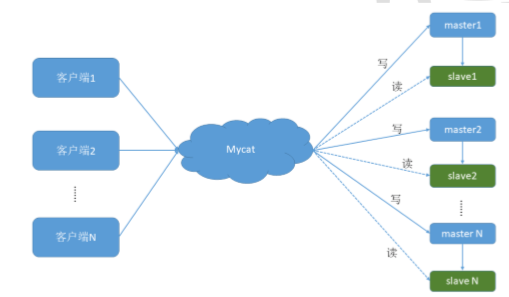 客户端1
客户端2
客户端N
Mycat
写
读
写
读
写
读
master1
slave1
master2
slave2
master N
slave N